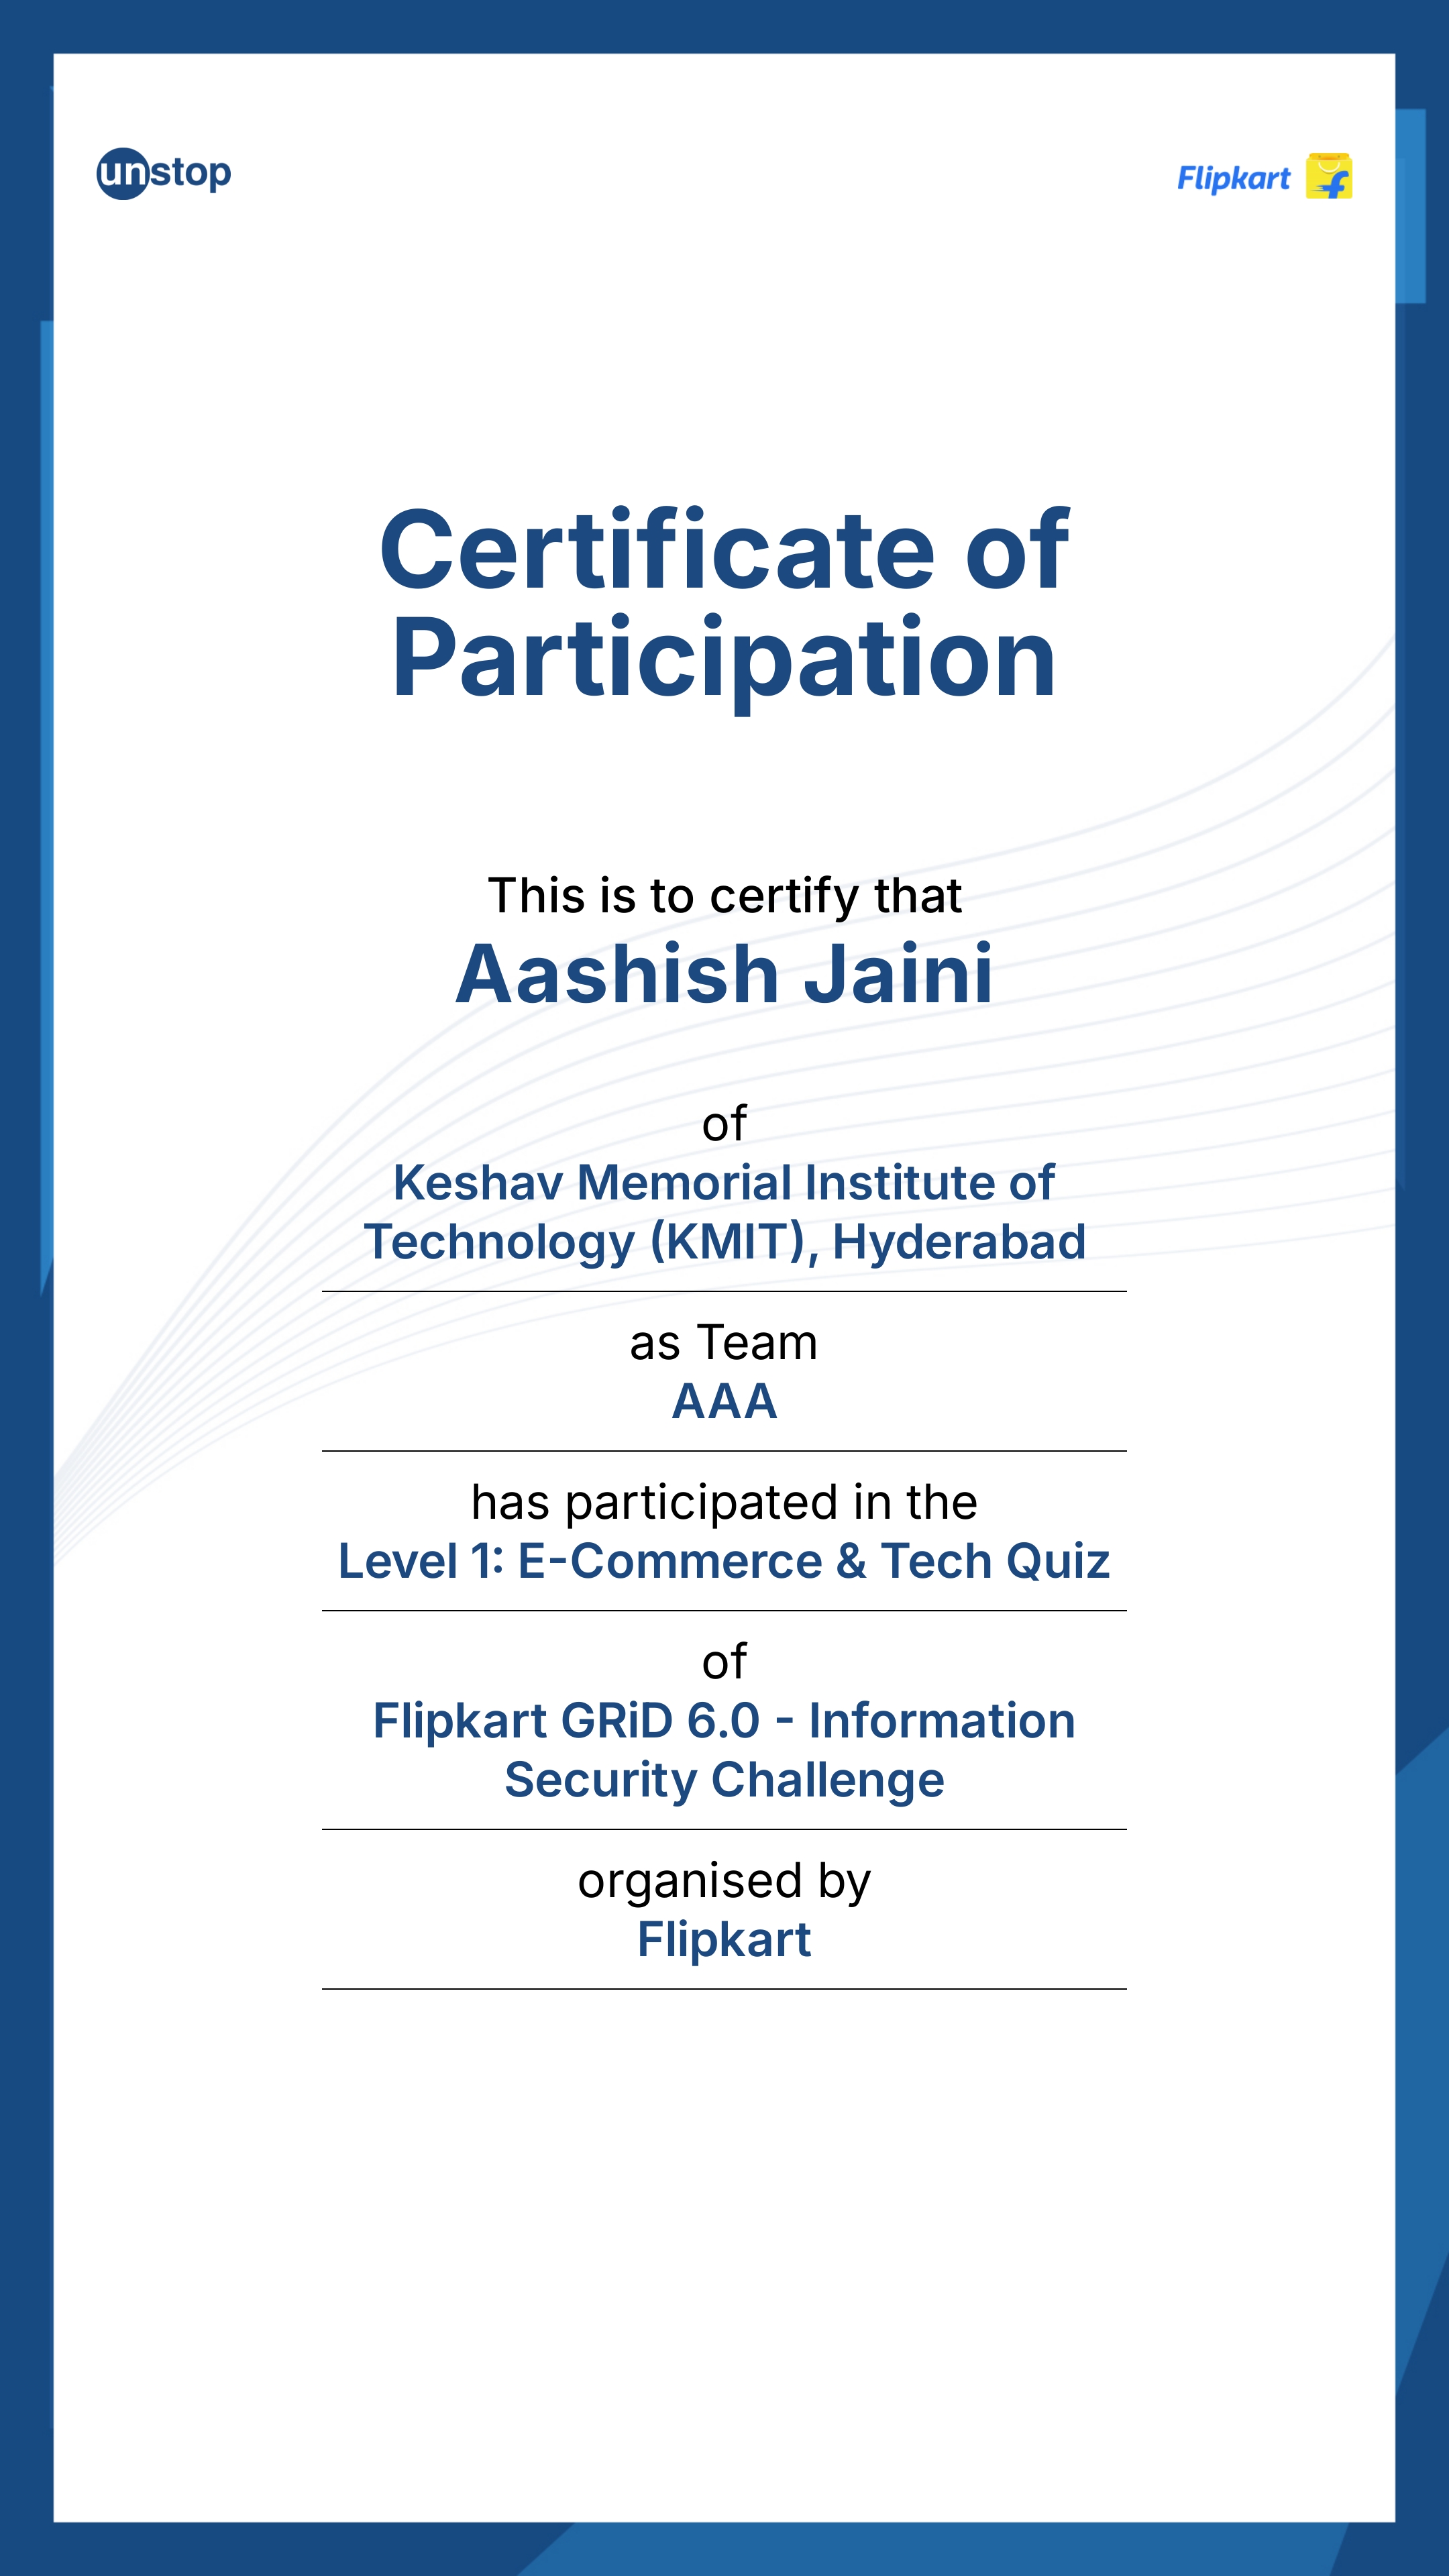 unstop
Flipkart
Certificate of
Participation
This is to certify that
Aashish Jaini
of
Keshav Memorial Institute of
Technology (KMIT), Hyderabad
as Team
AAA
has participated in the
Level 1: E-Commerce & Tech Quiz
of
Flipkart GRiD 6.0 - Information
Security Challenge
organised by
Flipkart